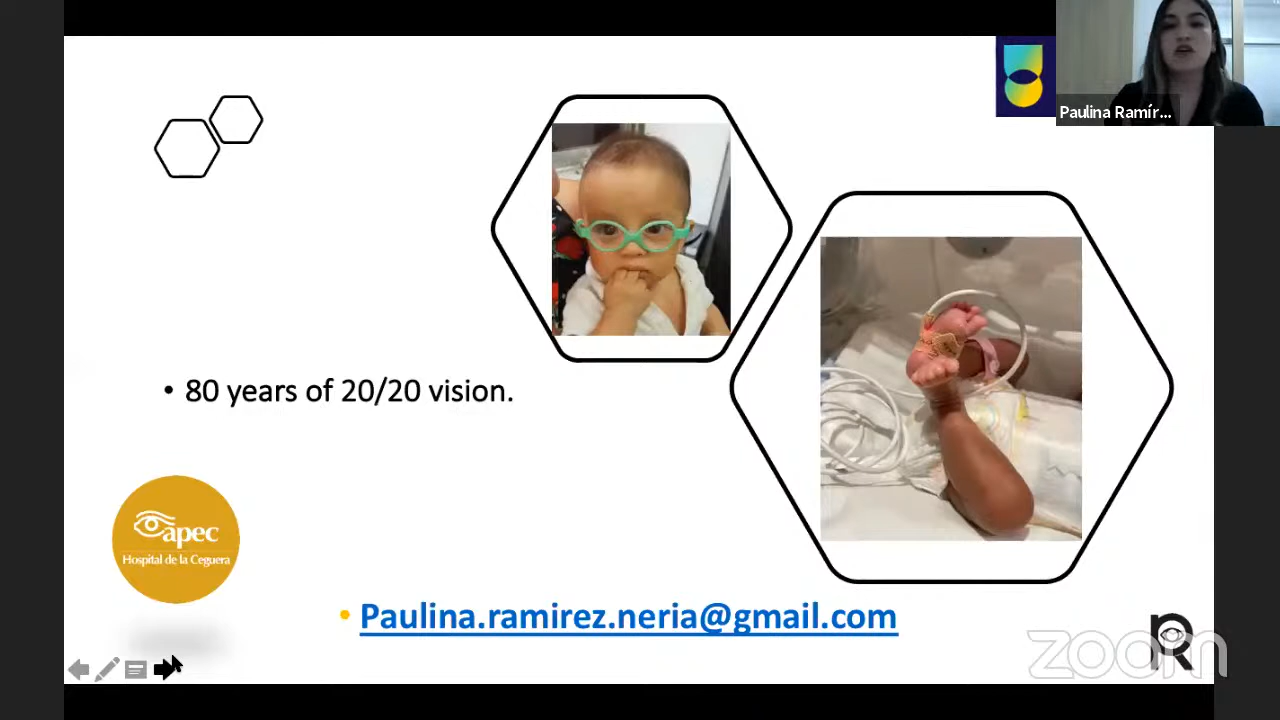 Paulina Ramír...
• 80 years of 20/20 vision.
apec
Hospital de la Ceguera
• Paulina.ramirez.neria@gmail.com
zoom